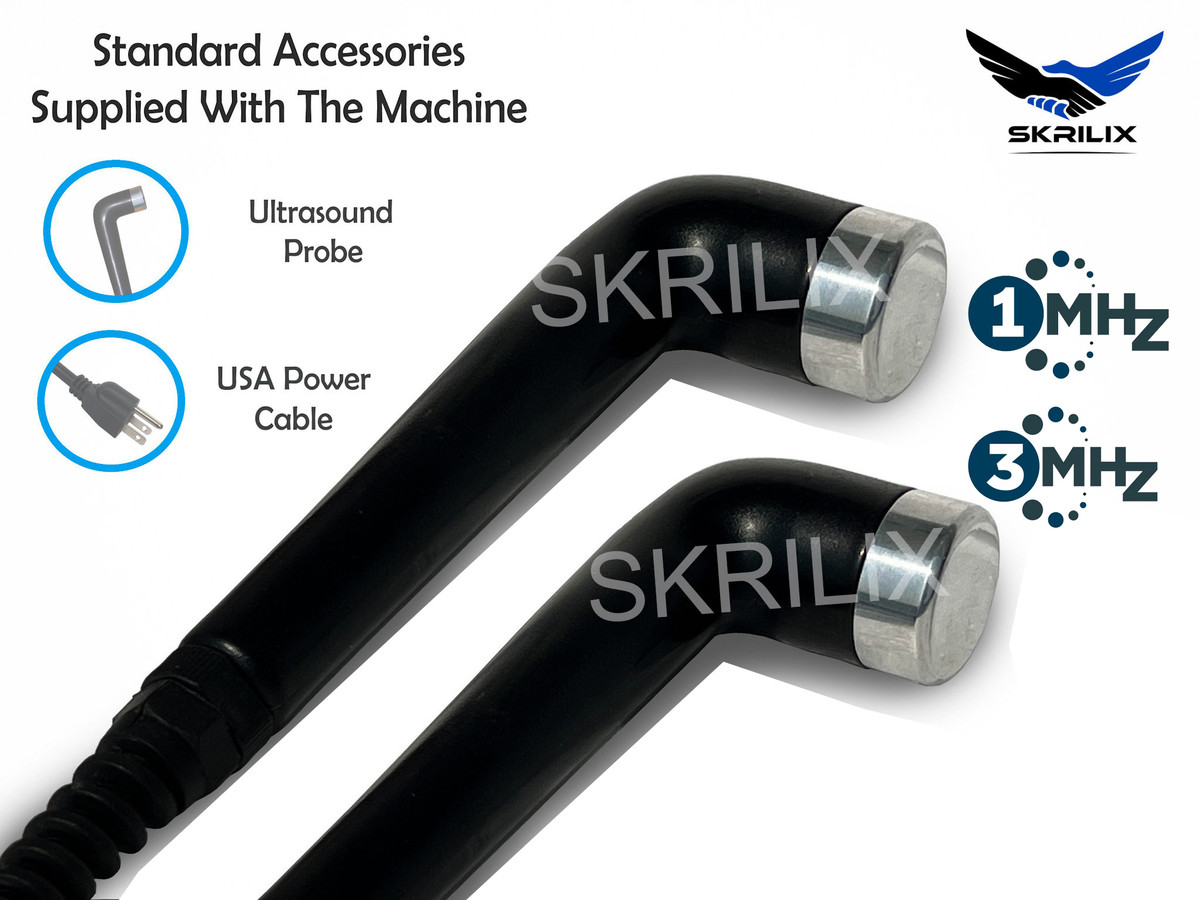 Standard Accessories
Supplied With The Machine
SKRILIX
Ultrasound
Probe
SKRILIX
1MHz
USA Power
Cable
3MHz
SKRILIX